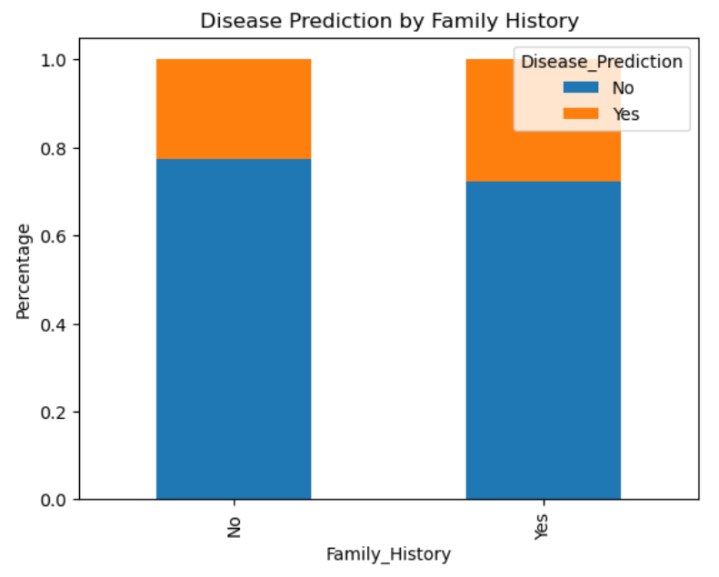 Disease Prediction by Family History
Disease_Prediction
No
Yes
Percentage
1.0
0.8
0.6
0.4
0.2
0.0
No
Yes
Family_History